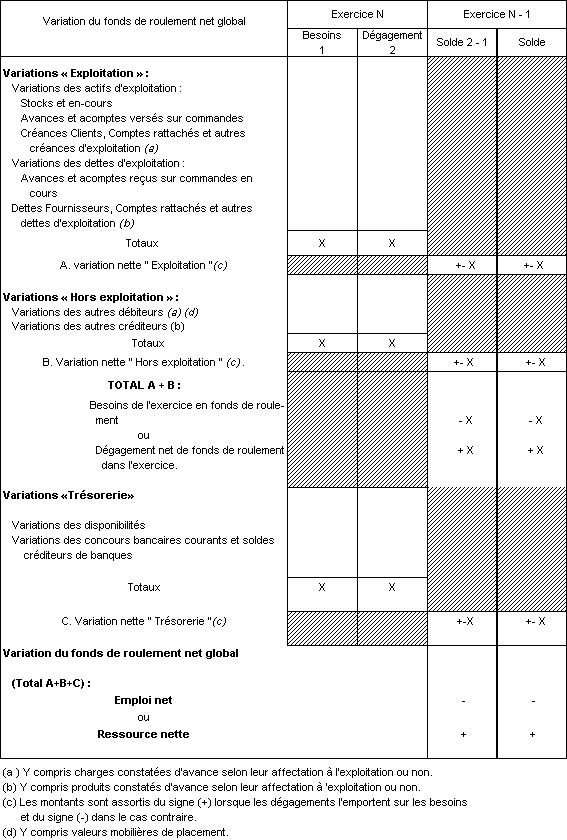 Variation du fonds de roulement net global
Exercice N
Exercice N - 1
Besoins
1
Dégagement
2
Solde 2 - 1
Solde
Variations « Exploitation » :
Variations des actifs d'exploitation :
Stocks et en-cours
Avances et acomptes versés sur commandes
Créances Clients, Comptes rattachés et autres
créances d'exploitation (a)
Variations des dettes d'exploitation :
Avances et acomptes reçus sur commandes en
cours
Dettes Fournisseurs, Comptes rattachés et autres
dettes d'exploitation (b)
Totaux X X
A. variation nette " Exploitation "(c) +- X +- X
Variations « Hors exploitation » :
Variations des autres débiteurs (a) (d)
Variations des autres créditeurs (b)
Totaux X X
B. Variation nette " Hors exploitation " (c) . +- X +- X
TOTAL A + B :
Besoins de l'exercice en fonds de roule-
ment - X - X
ou
Dégagement net de fonds de roulement + X + X
dans l'exercice.
Variations «Trésorerie»
Variations des disponibilités
Variations des concours bancaires courants et soldes
créditeurs de banques
Totaux X X
C. Variation nette " Trésorerie "(c) +-X +- X
Variation du fonds de roulement net global
(Total A+B+C) :
Emploi net - -
ou
Ressource nette + +
(a ) Y compris charges constatées d'avance selon leur affectation à l'exploitation ou non.
(b) Y compris produits constatés d'avance selon leur affectation à 'exploitation ou non.
(c) Les montants sont assortis du signe (+) lorsque les dégagements l'emportent sur les besoins
et du signe (-) dans le cas contraire.
(d) Y compris valeurs mobilières de placement.